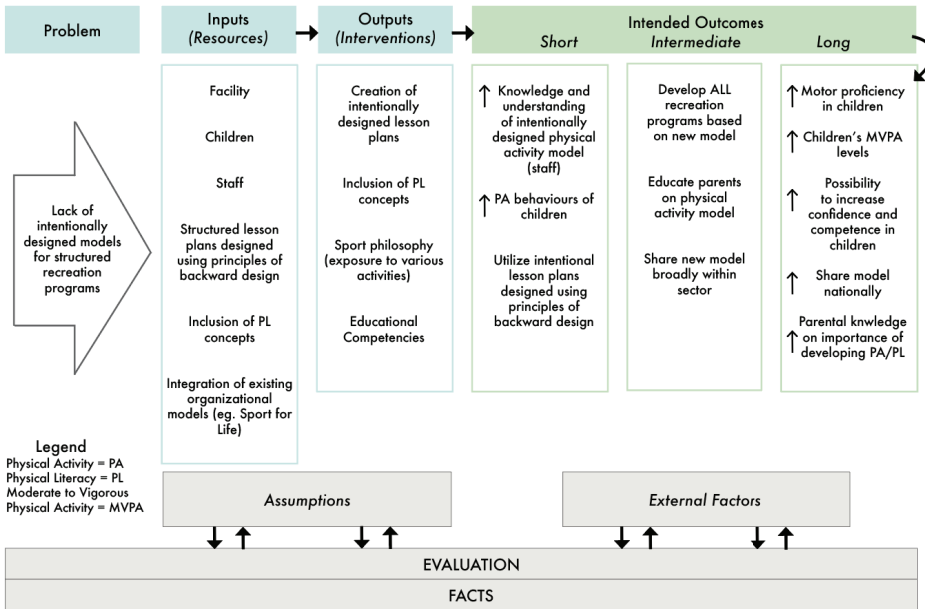 Problem
Inputs
(Resources)
Outputs
(Interventions)
Intended Outcomes
Short
Intermediate
Long
Lack of
intentionally
designed models
for structured
recreation
programs
Facility
Children
Staff
Structured lesson
plans designed
using principles of
backward design
Inclusion of PL
concepts
Integration of existing
organizational
models (eg. Sport for
Life)
Creation of
intentionally
designed lesson
plans
Inclusion of PL
concepts
Sport philosophy
(exposure to various
activities)
Educational
Competencies
Knowledge and
understanding
of intentionally
designed physical
activity model
(staff)
PA behaviours of
children
Utilize intentional
lesson plans
designed using
principles of
backward design
Develop ALL
recreation
programs based
on new model
Educate parents
on physical
activity model
Share new model
broadly within
sector
Motor proficiency
in children
Children's MVPA
levels
Possibility
to increase
confidence and
competence in
children
Share model
nationally
Parental knwledge
on importance of
developing PA/PL
Legend
Physical Activity = PA
Physical Literacy = PL
Moderate to Vigorous
Physical Activity = MVPA
Assumptions
External Factors
EVALUATION
FACTS